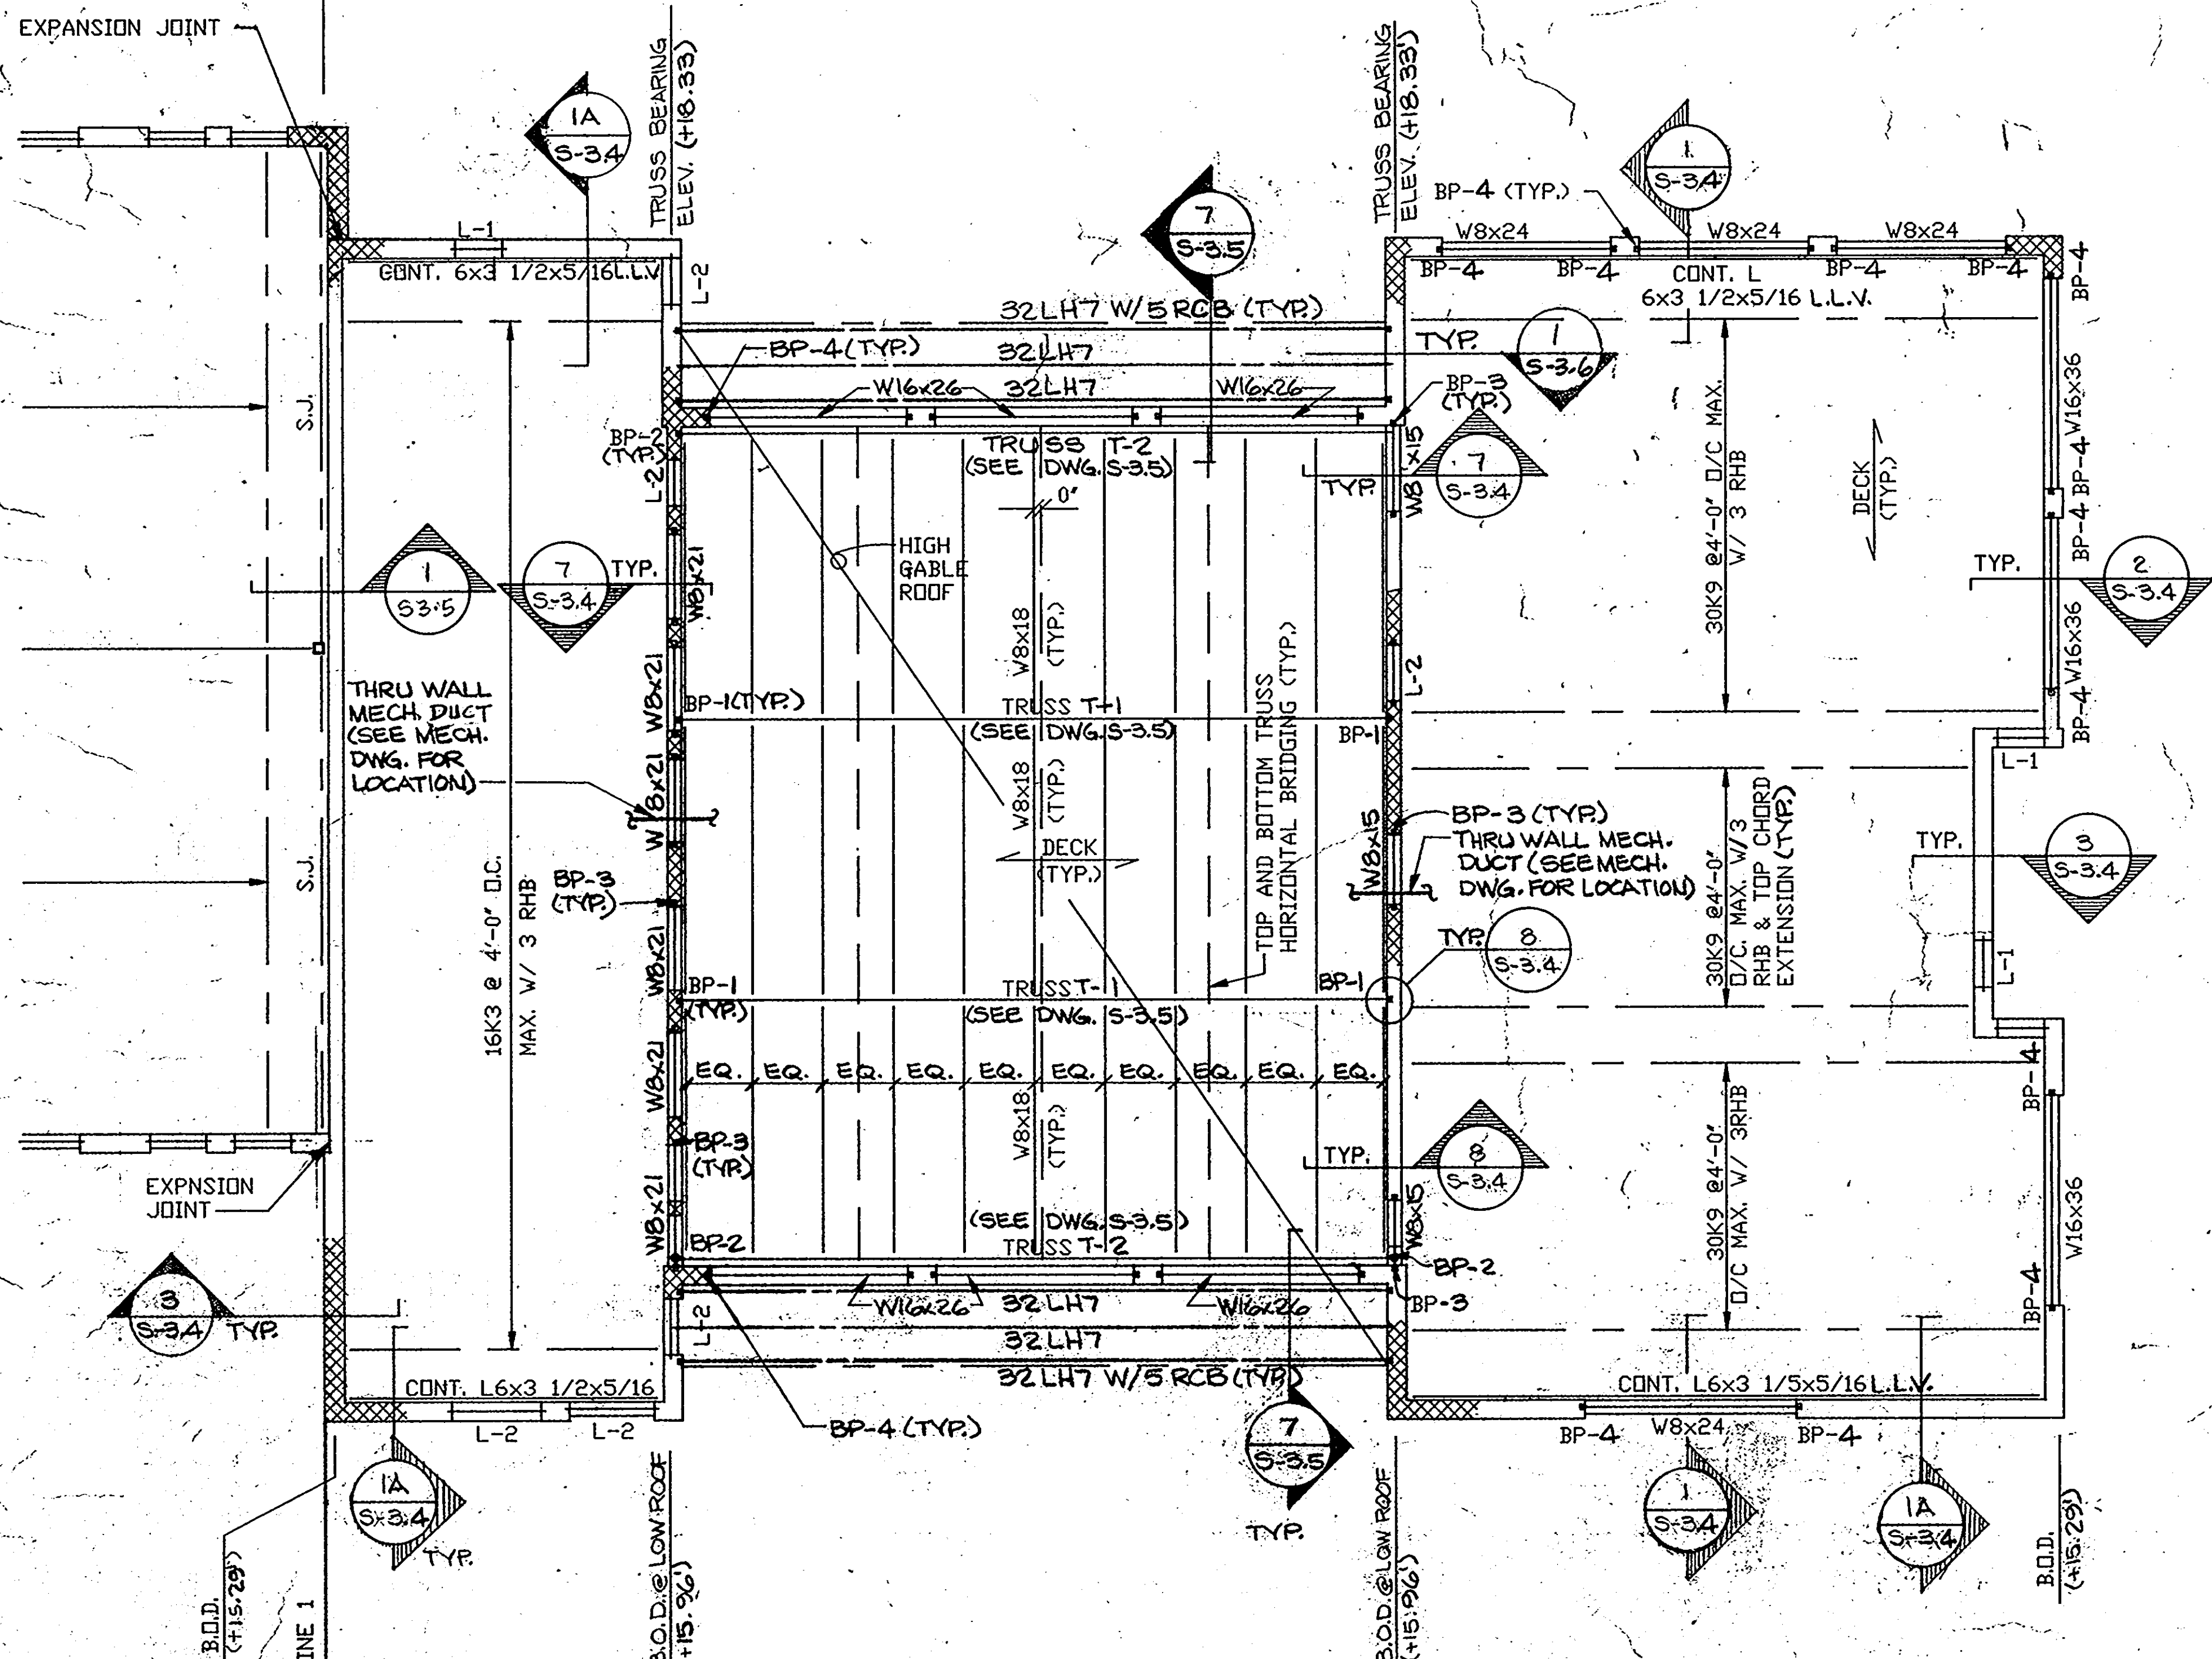 EXPANSION JOINT
1A
S-3.4
TRUSS BEARING
ELEV. (+18.33')
7
S-3.5
TRUSS BEARING
ELEV. (+18.33')
BP-4 (TYP.)
1
S-3.4
L-1
CONT. 6x3 1/2x5/16 L.L.V
L-2
W8x24
W8x24
W8x24
BP-4
BP-4
BP-4
BP-4
BP-4
CONT. L
6x3 1/2x5/16 L.L.V.
32LH7 W/5 RCB (TYP.)
32LH7
32LH7
BP-4 (TYP.)
W16x26
W16x26
TYP.
1
S-3.6
BP-3
(TYP.)
S.J.
BP-2
(TYP.)
L-2
TRUSS T-2
(SEE DWG. S-3.5)
0"
TYP.
W8x15
7
S-3.4
30K9 @4'-0" O/C MAX.
W/ 3 RHB
DECK
(TYP.)
W16x36
BP-4
BP-4
1
S3.5
7
S-3.4
TYP.
W8x21
HIGH
GABLE
ROOF
W8x18
(TYP.)
TYP.
2
S-3.4
W16x36
BP-4
THRU WALL
MECH. DUCT
(SEE MECH.
DWG. FOR
LOCATION)
W8x21
BP-1(TYP.)
TRUSS T-1
(SEE DWG. S-3.5)
BP-1
L-2
TOP AND BOTTOM TRUSS
HORIZONTAL BRIDGING (TYP.)
L-1
W8x21
W8x18
(TYP.)
DECK
(TYP.)
W8x15
BP-3 (TYP.)
THRU WALL MECH.
DUCT (SEE MECH.
DWG. FOR LOCATION)
30K9 @4'-0"
O/C. MAX. W/3
RHB & TOP CHORD
EXTENSION (TYP.)
TYP.
3
S-3.4
S.J.
16K3 @ 4'-0" O.C.
MAX. W/ 3 RHB
BP-3
(TYP.)
W8x21
TYP.
8
S-3.4
L-1
BP-1
(TYP.)
TRUSS T-1
(SEE DWG. S-3.5)
BP-1
W8x21
EQ. EQ. EQ. EQ. EQ. EQ. EQ. EQ. EQ. EQ.
W8x18
(TYP.)
BP-4
BP-3
(TYP.)
TYP.
8
S-3.4
30K9 @4'-0"
O/C MAX. W/ 3RHB
W16x36
EXPNSION
JOINT
W8x21
BP-2
(SEE DWG. S-3.5)
TRUSS T-2
W8x15
BP-2
BP-3
BP-4
3
S-3.4
TYP.
L-2
W16x26
32LH7
W16x26
32LH7
32LH7 W/5 RCB (TYP.)
CONT. L6x3 1/2x5/16
L-2
L-2
BP-4 (TYP.)
CONT. L6x3 1/5x5/16 L.L.V.
BP-4
W8x24
BP-4
1A
S-3.4
TYP.
7
S-3.5
TYP.
1
S-3.4
1A
S-3.4
B.O.D.
(+15.29')
INE 1
B.O.D.@ LOW ROOF
+15.96')
B.O.D.@ LOW ROOF
(+15.96')
B.O.D.
(+15.29')